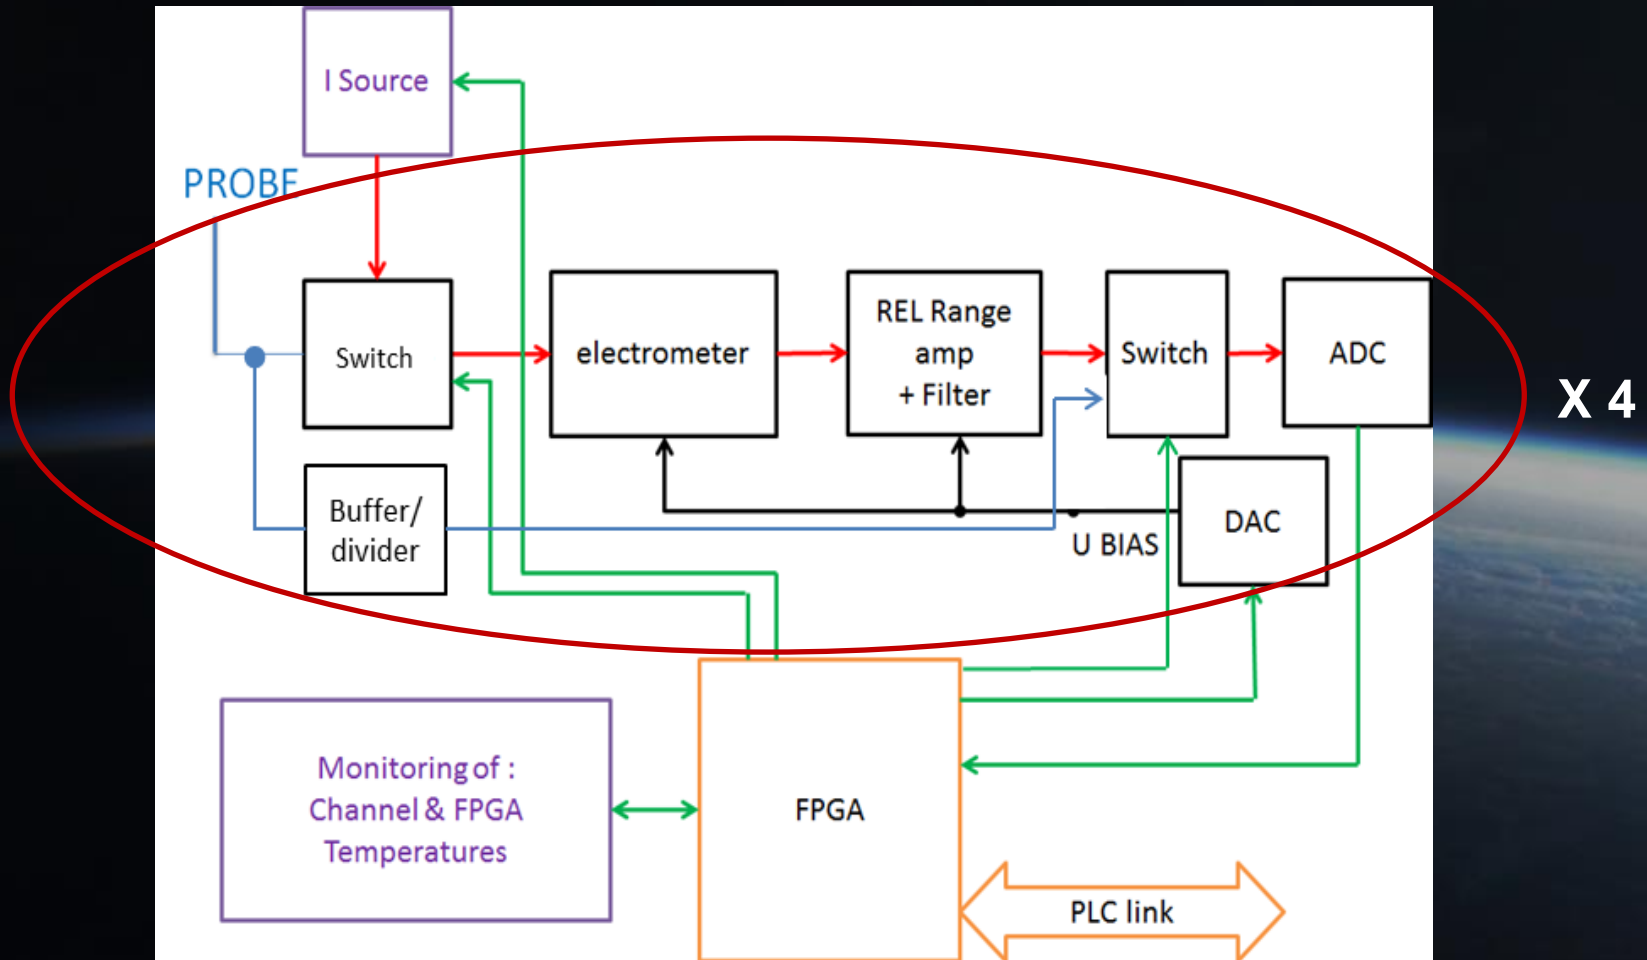 I Source
PROBE
Switch
electrometer
REL Range
amp
+ Filter
Switch
ADC
X 4
Buffer/
divider
U BIAS
DAC
Monitoring of :
Channel & FPGA
Temperatures
FPGA
PLC link